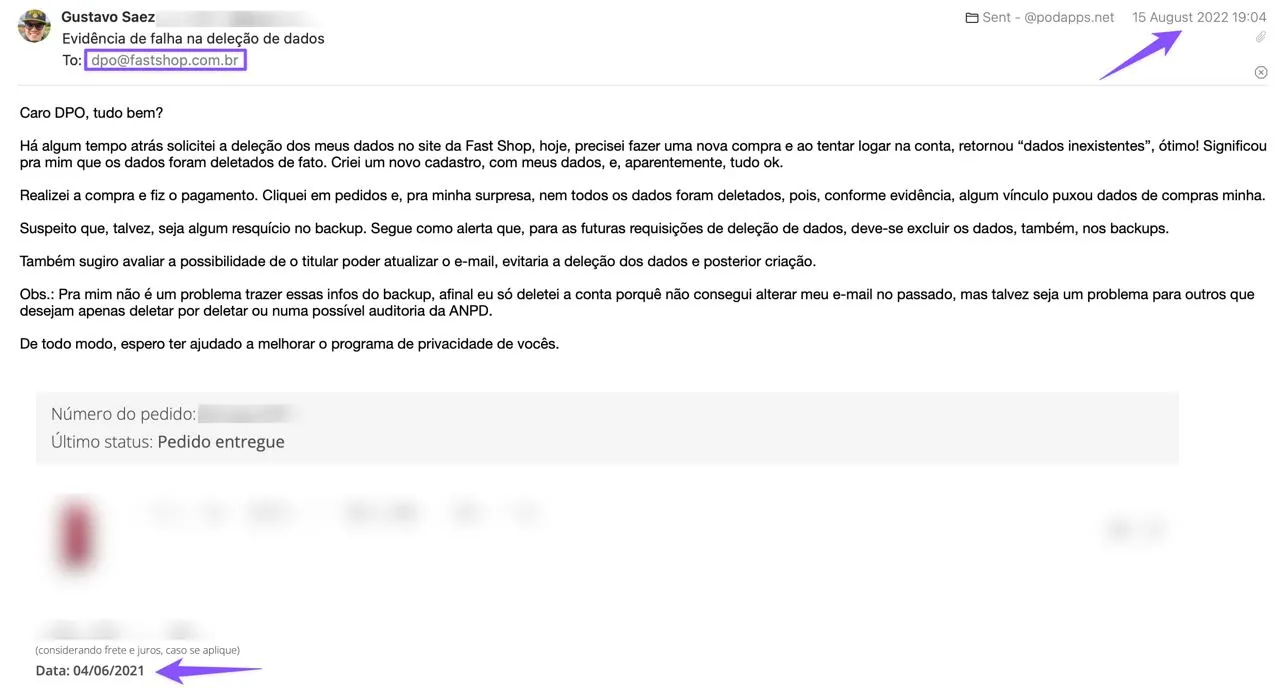 Gustavo Saez
Sent - @podapps.net 15 August 2022 19:04
Evidência de falha na deleção de dados
To: dpo@fastshop.com.br
Caro DPO, tudo bem?
Há algum tempo atrás solicitei a deleção dos meus dados no site da Fast Shop, hoje, precisei fazer uma nova compra e ao tentar logar na conta, retornou “dados inexistentes”, ótimo! Significou
pra mim que os dados foram deletados de fato. Criei um novo cadastro, com meus dados, e, aparentemente, tudo ok.
Realizei a compra e fiz o pagamento. Cliquei em pedidos e, pra minha surpresa, nem todos os dados foram deletados, pois, conforme evidência, algum vínculo puxou dados de compras minha.
Suspeito que, talvez, seja algum resquício no backup. Segue como alerta que, para as futuras requisições de deleção de dados, deve-se excluir os dados, também, nos backups.
Também sugiro avaliar a possibilidade de o titular poder atualizar o e-mail, evitaria a deleção dos dados e posterior criação.
Obs.: Pra mim não é um problema trazer essas infos do backup, afinal eu só deletei a conta porquê não consegui alterar meu e-mail no passado, mas talvez seja um problema para outros que
desejam apenas deletar por deletar ou numa possível auditoria da ANPD.
De todo modo, espero ter ajudado a melhorar o programa de privacidade de vocês.
Número do pedido:
Último status: Pedido entregue
(considerando frete e juros, caso se aplique)
Data: 04/06/2021